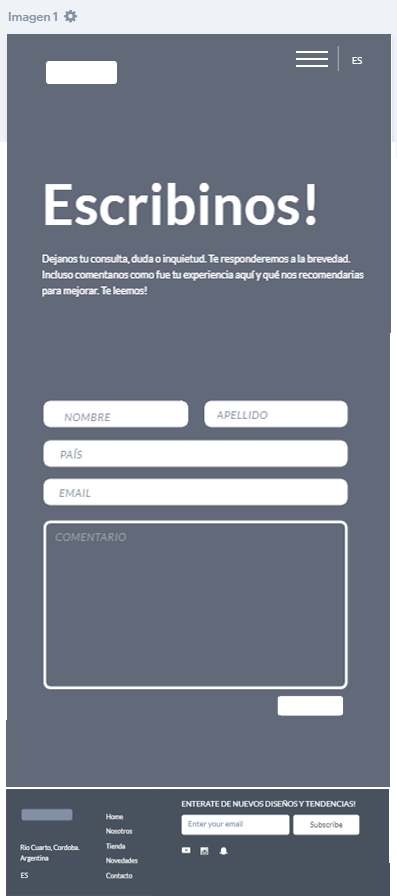 Imagen 1
ES
Escribinos!
Dejanos tu consulta, duda o inquietud. Te responderemos a la brevedad.
Incluso comentanos como fue tu experiencia aquí y qué nos recomendarias
para mejorar. Te leemos!
NOMBRE
APELLIDO
PAÍS
EMAIL
COMENTARIO
Rio Cuarto, Cordoba.
Argentina
ES
Home
Nosotros
Tienda
Novedades
Contacto
ENTERATE DE NUEVOS DISEÑOS Y TENDENCIAS!
Enter your email
Subscribe